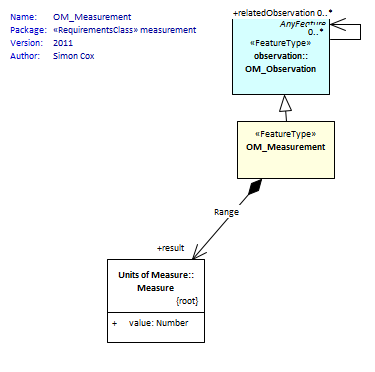 Name: OM_Measurement
Package: «RequirementsClass» measurement
Version: 2011
Author: Simon Cox
+relatedObservation 0..*
AnyFeature
0..*
«FeatureType»
observation::
OM_Observation
«FeatureType»
OM_Measurement
Range
+result
Units of Measure::
Measure
{root}
+ value: Number